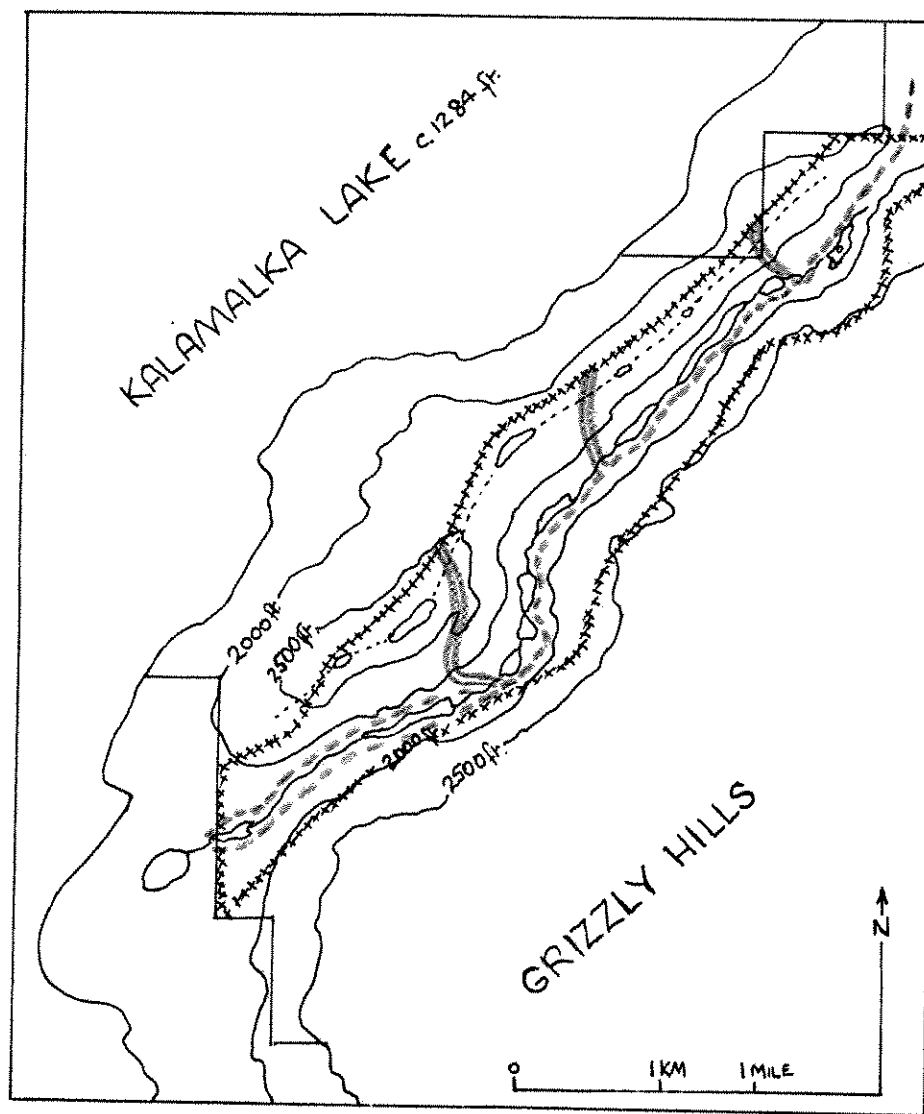 KALAMALKA LAKE c.1284 ft.
2000 ft.
2500 ft.
2000 ft.
2500 ft.
GRIZZLY HILLS
N
0 1 KM 1 MILE